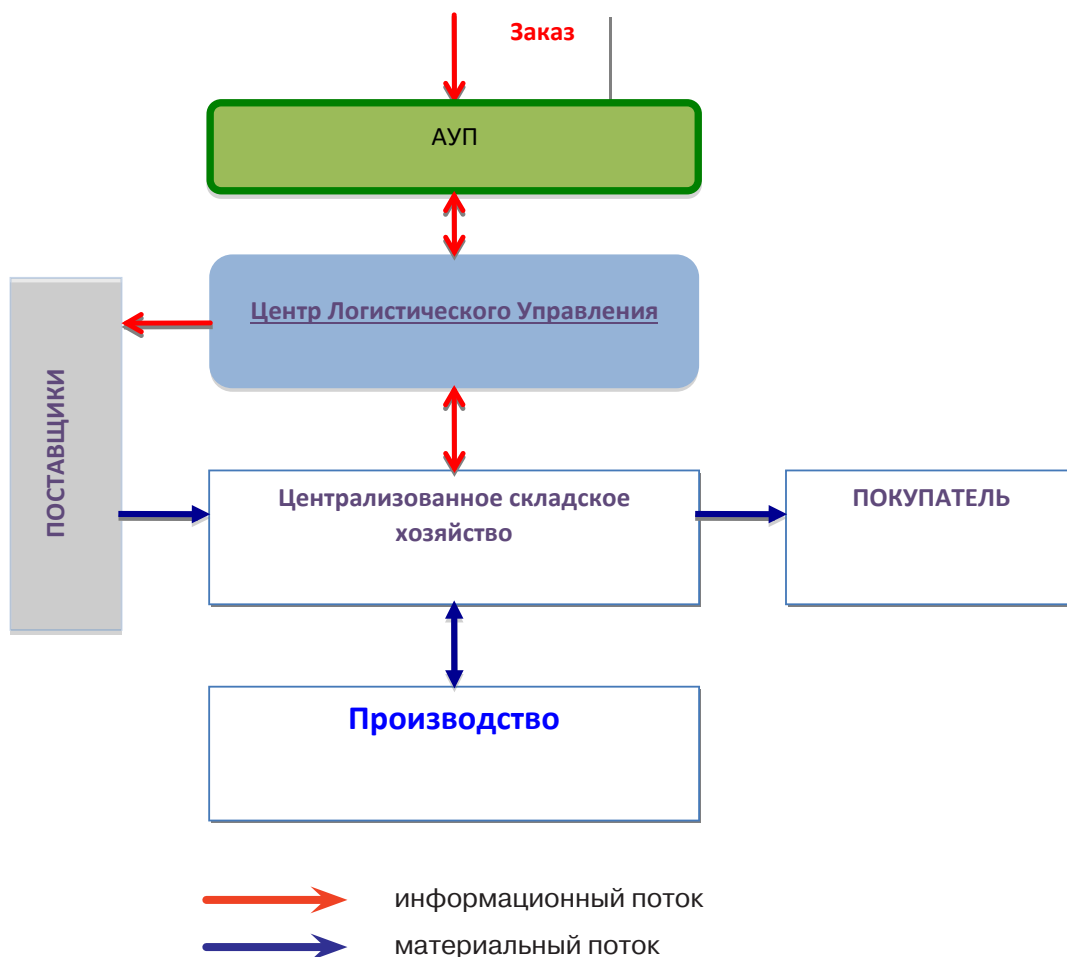 Заказ
АУП
Центр Логистического Управления
ПОСТАВЩИКИ
Централизованное складское
хозяйство
ПОКУПАТЕЛЬ
Производство
информационный поток
материальный поток